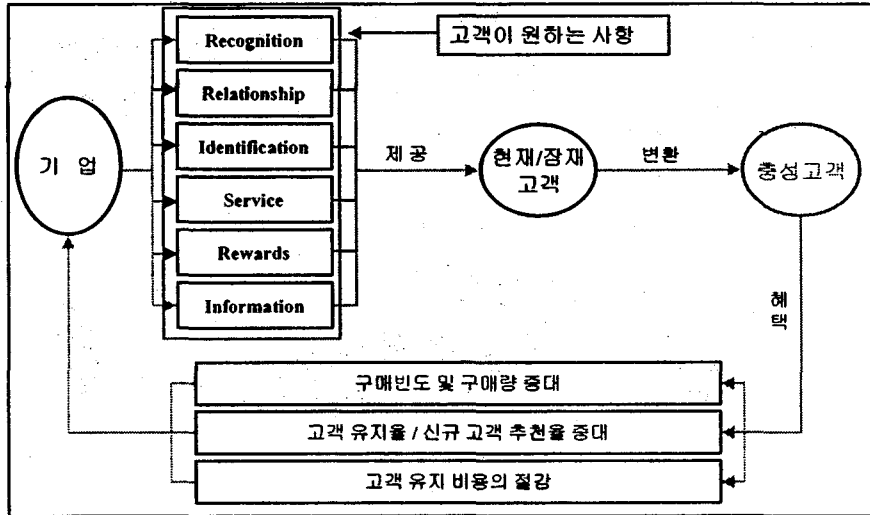 Recognition
고객이 원하는 사항
Relationship
Identification
기 업
제 공
현재/잠재
고객
변환
충성고객
Service
Rewards
Information
혜
택
구매빈도 및 구매량 증대
고객 유지율 / 신규 고객 추천율 증대
고객 유지 비용의 절감